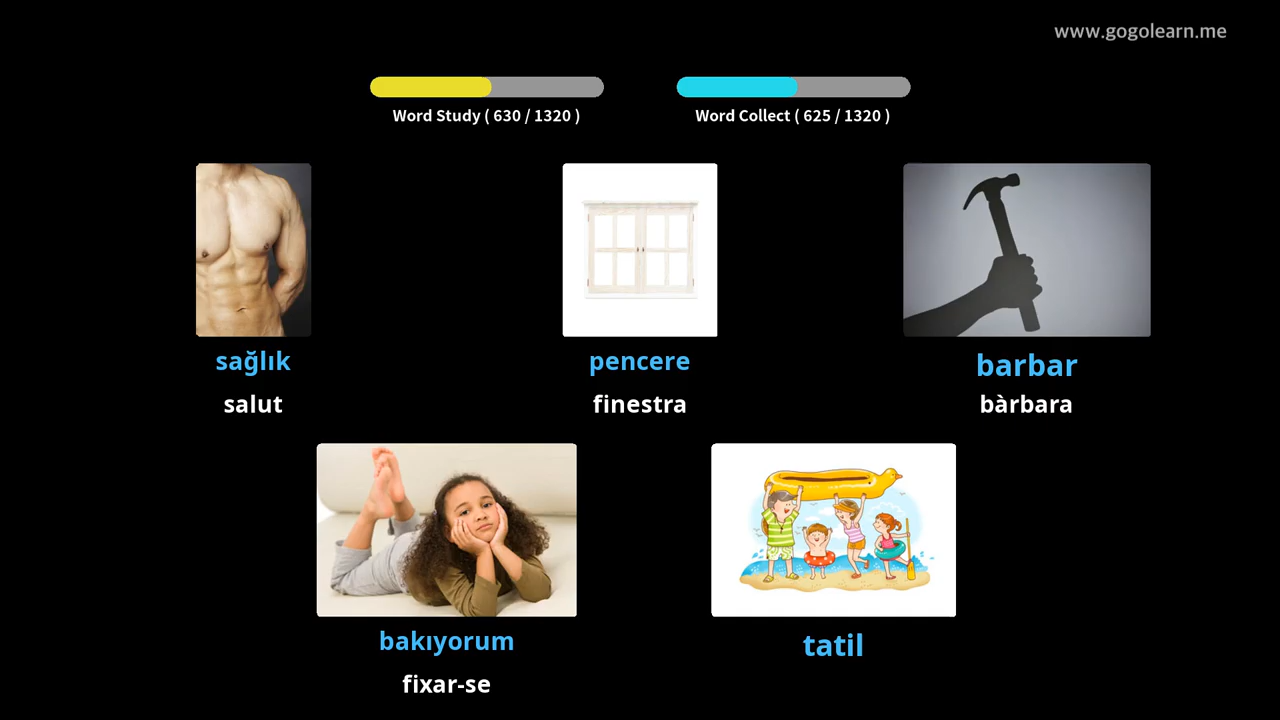 www.gogolearn.me
Word Study ( 630 / 1320 )
Word Collect ( 625 / 1320 )
sağlık
salut
pencere
finestra
barbar
bàrbara
bakıyorum
fixar-se
tatil